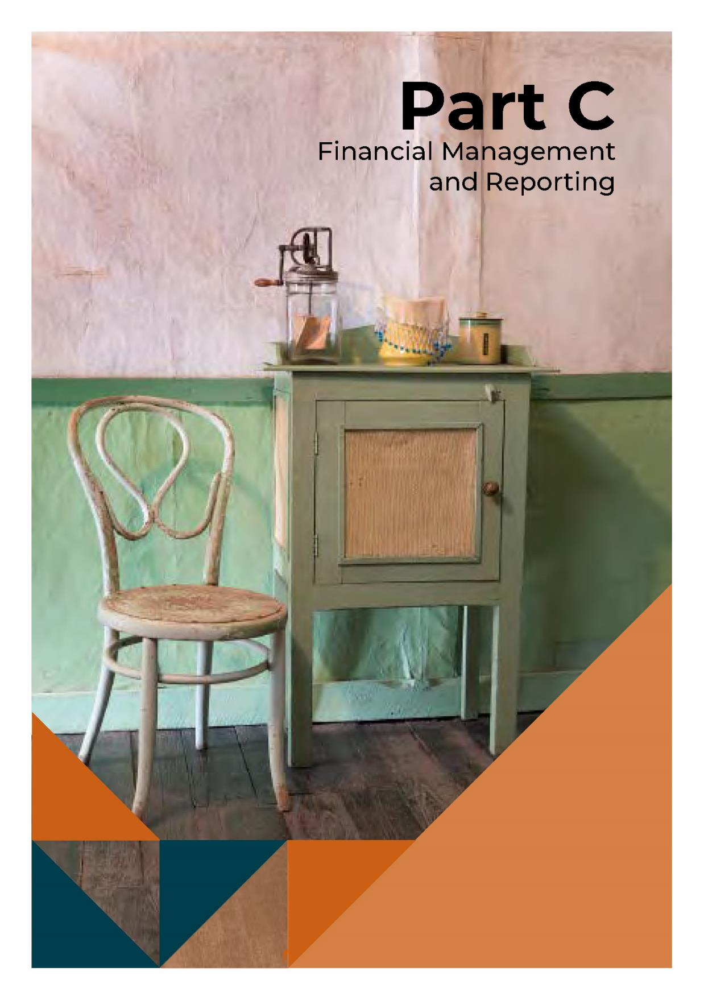 Part C
Financial Management
and Reporting